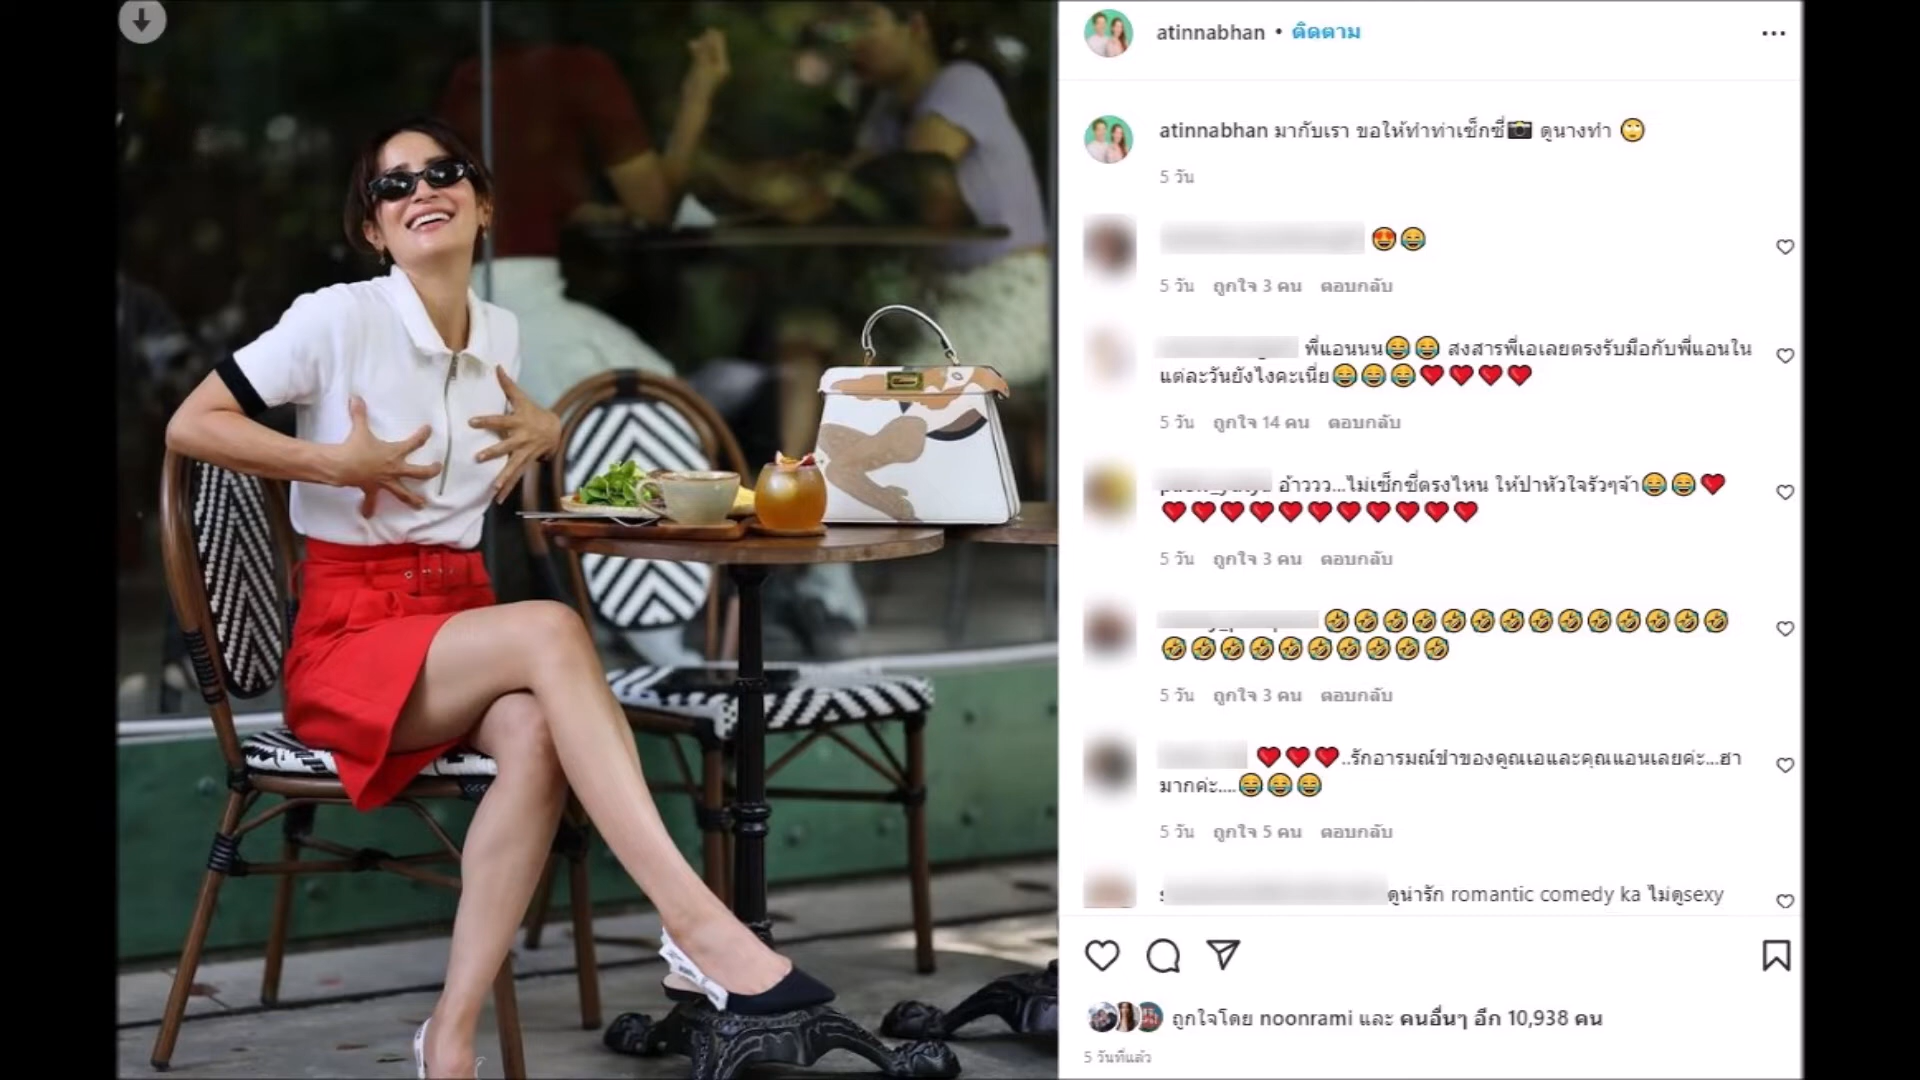 atinnabhan • ติดตาม
atinnabhan มากับเรา ขอให้ทำท่าเซ็กซี่📷 ดูนางทำ 🙄
5 วัน
😍😂
5 วัน ถูกใจ 3 คน ตอบกลับ
พี่แอนนน😂😂 สงสารพี่เอเลยตรงรับมือกับพี่แอนใน
แต่ละวันยังไงคะเนี่ย😂😂😂❤❤❤❤
5 วัน ถูกใจ 14 คน ตอบกลับ
อ้าววว...ไม่เซ็กซี่ตรงไหน ให้ป้าหัวใจรัวๆจ้า😂😂❤
❤❤❤❤❤❤❤❤❤❤❤
5 วัน ถูกใจ 3 คน ตอบกลับ
🤣🤣🤣🤣🤣🤣🤣🤣🤣🤣🤣🤣🤣🤣
🤣🤣🤣🤣🤣🤣🤣🤣🤣🤣
5 วัน ถูกใจ 3 คน ตอบกลับ
❤❤❤..รักอารมณ์ขำของคุณเอและคุณแอนเลยค่ะ...ฮา
มากค่ะ....😂😂😂
5 วัน ถูกใจ 5 คน ตอบกลับ
ดูน่ารัก romantic comedy ka ไม่ดูsexy
ถูกใจโดย noonrami และ คนอื่นๆ อีก 10,938 คน
5 วันที่แล้ว